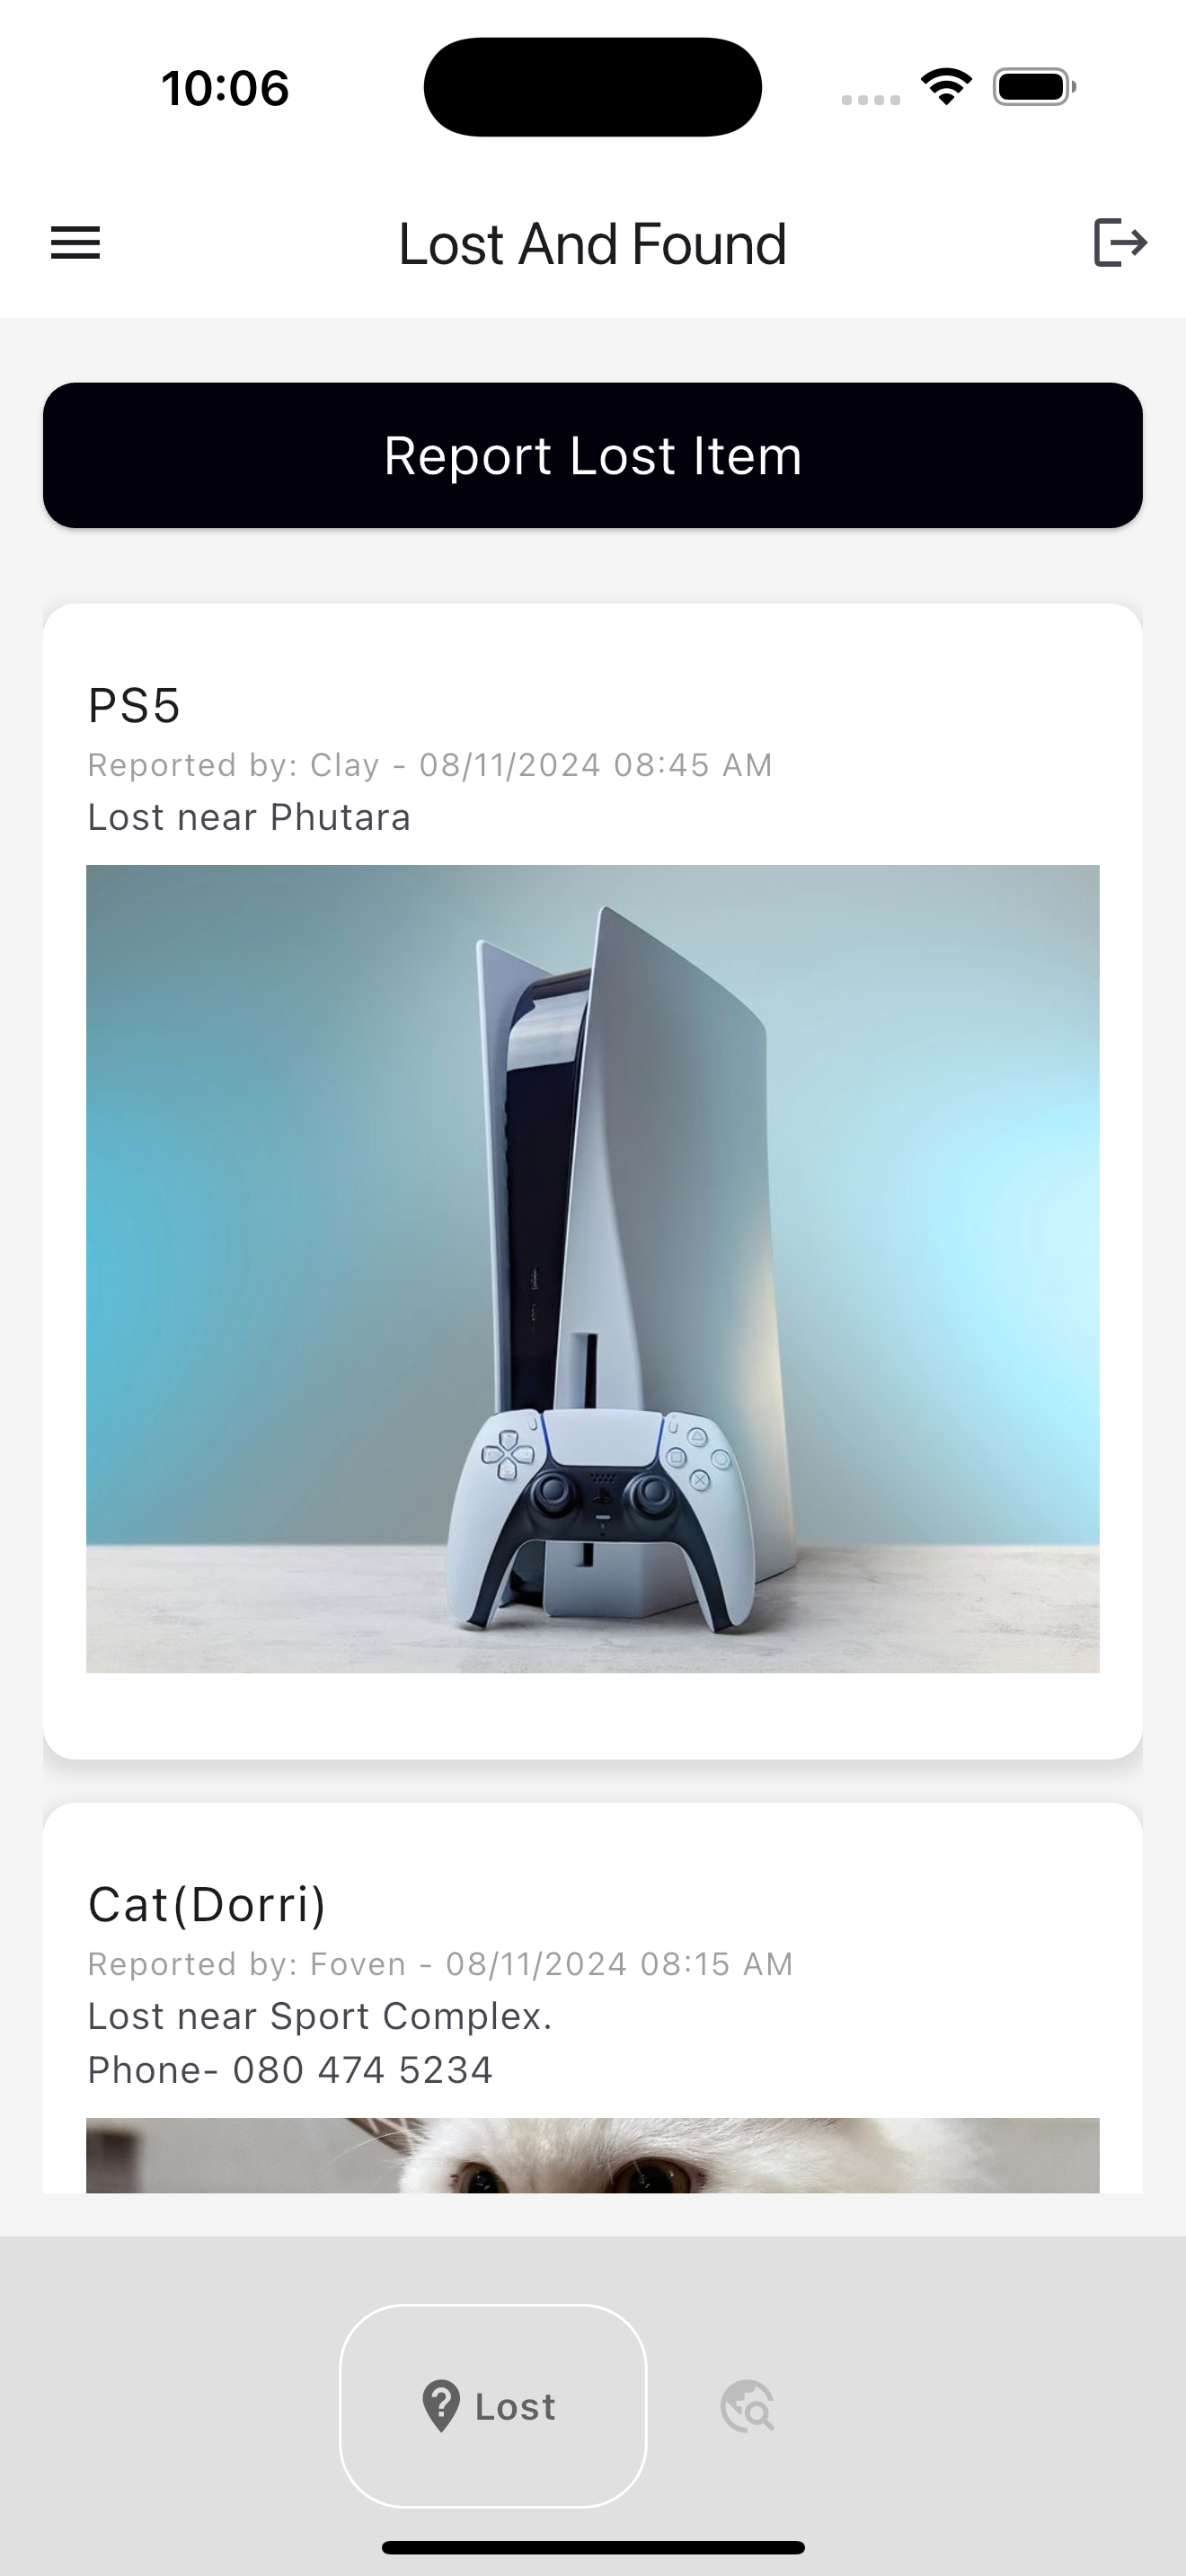 10:06
Lost And Found
Report Lost Item
PS5
Reported by: Clay - 08/11/2024 08:45 AM
Lost near Phutara
Cat(Dorri)
Reported by: Foven - 08/11/2024 08:15 AM
Lost near Sport Complex.
Phone- 080 474 5234
Lost